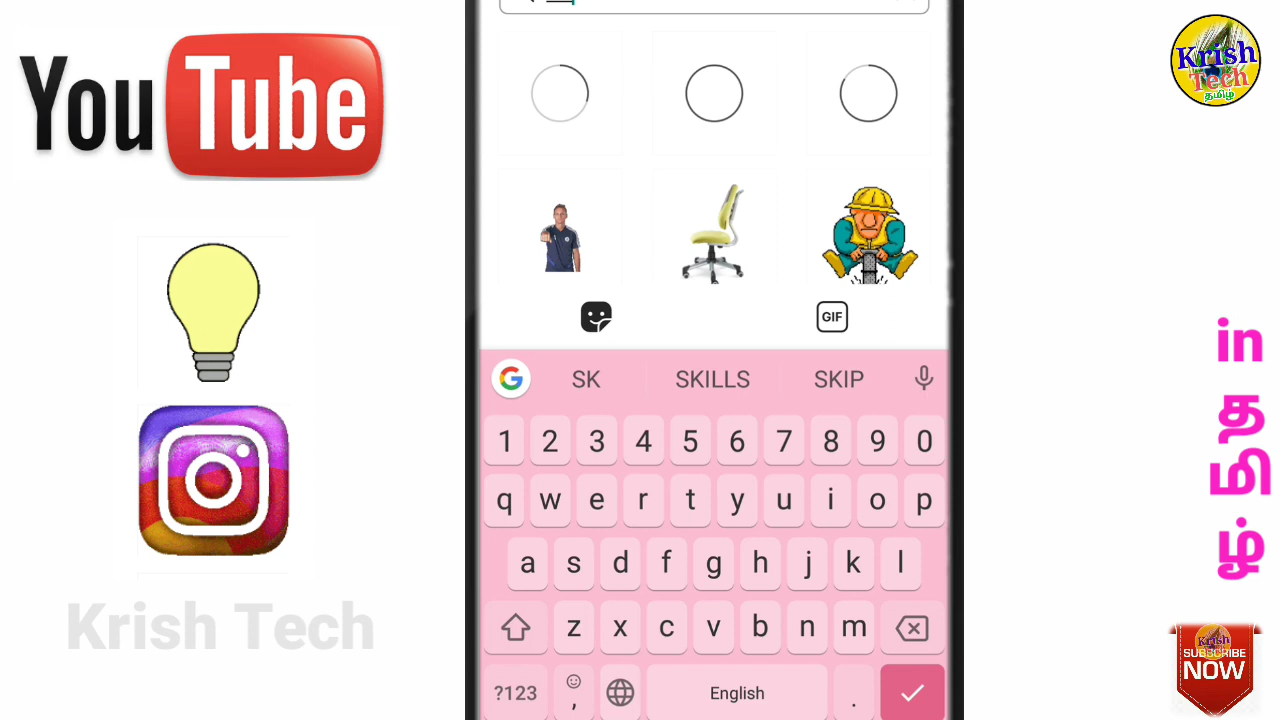 YouTube
Krish
Tech
தமிழ்
GIF
SK SKILLS SKIP
1 2 3 4 5 6 7 8 9 0
q w e r t y u i o p
a s d f g h j k l
z x c v b n m
?123 , English .
Krish Tech
in
த
மி
ழ்
Krish
SUBSCRIBE
NOW